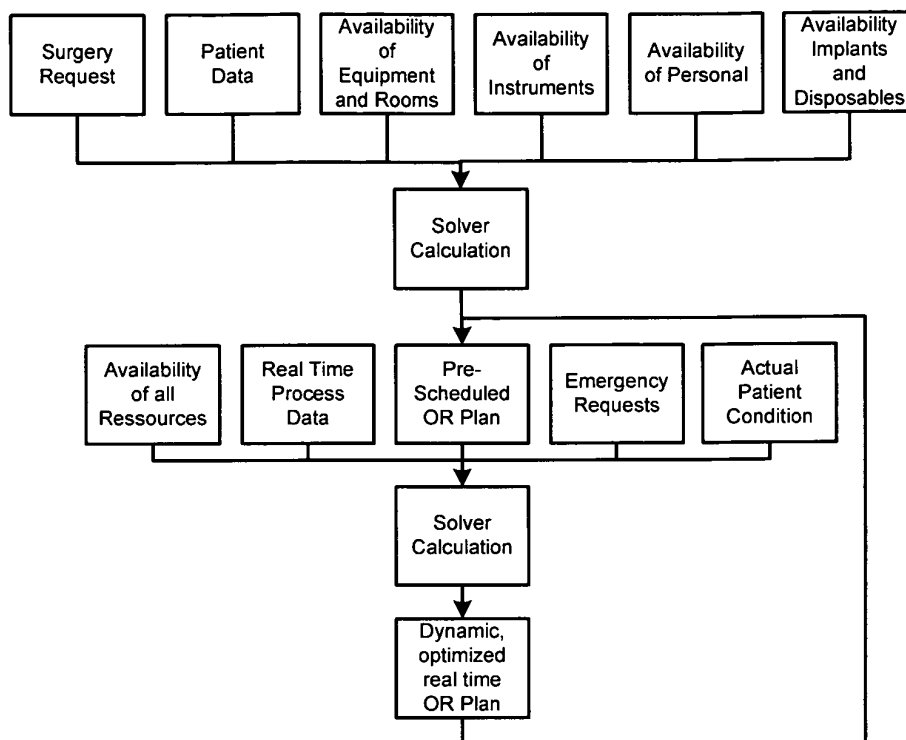 Surgery
Request
Patient
Data
Availability
of
Equipment
and Rooms
Availability
of
Instruments
Availability
of Personal
Availability
Implants
and
Disposables
Solver
Calculation
Availability
of all
Ressources
Real Time
Process
Data
Pre-
Scheduled
OR Plan
Emergency
Requests
Actual
Patient
Condition
Solver
Calculation
Dynamic,
optimized
real time
OR Plan